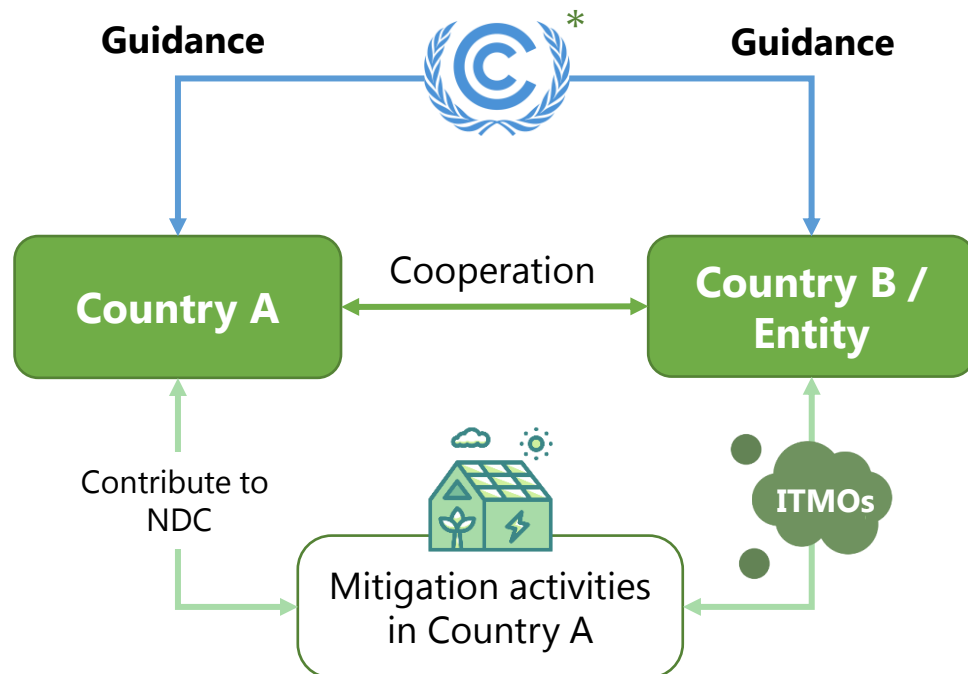 Guidance
*
Guidance
Country A
Cooperation
Country B /
Entity
Contribute to
NDC
ITMOs
Mitigation activities
in Country A